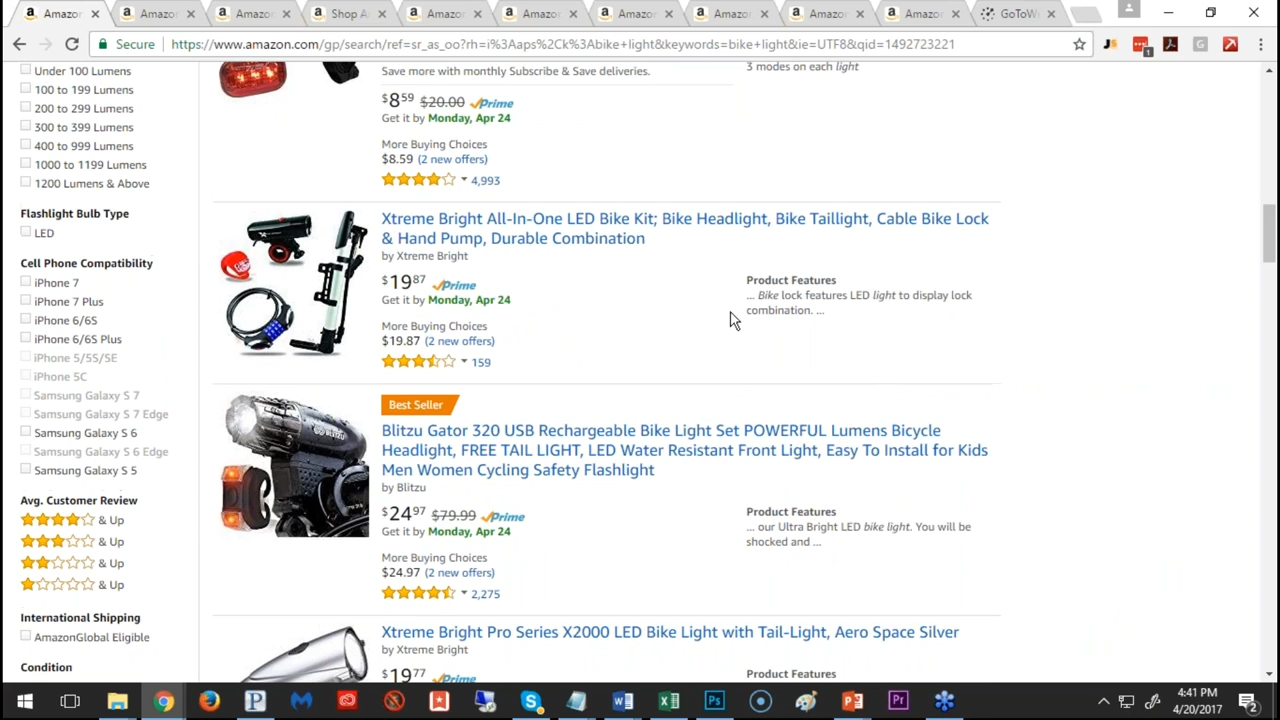 Amazon
Amazon
Amazon
Shop A
Amazon
Amazon
Amazon
Amazon
Amazon
Amazon
GoToW
Secure
https://www.amazon.com/gp/search/ref=sr_as_oo?rh=i%3Aaps%2Ck%3Abike+light&keywords=bike+light&ie=UTF8&qid=1492723221
JS
1
G
Under 100 Lumens
100 to 199 Lumens
200 to 299 Lumens
300 to 399 Lumens
400 to 999 Lumens
1000 to 1199 Lumens
1200 Lumens & Above
Flashlight Bulb Type
LED
Cell Phone Compatibility
iPhone 7
iPhone 7 Plus
iPhone 6/6S
iPhone 6/6S Plus
iPhone 5/5S/SE
iPhone 5C
Samsung Galaxy S 7
Samsung Galaxy S 7 Edge
Samsung Galaxy S 6
Samsung Galaxy S 6 Edge
Samsung Galaxy S 5
Avg. Customer Review
& Up
& Up
& Up
& Up
International Shipping
AmazonGlobal Eligible
Condition
Save more with monthly Subscribe & Save deliveries.
3 modes on each light
$8 59 $20.00 Prime
Get it by Monday, Apr 24
More Buying Choices
$8.59 (2 new offers)
4,993
Xtreme Bright All-In-One LED Bike Kit; Bike Headlight, Bike Taillight, Cable Bike Lock
& Hand Pump, Durable Combination
by Xtreme Bright
$19 87 Prime
Get it by Monday, Apr 24
More Buying Choices
$19.87 (2 new offers)
159
Product Features
... Bike lock features LED light to display lock
combination. ...
Best Seller
Blitzu Gator 320 USB Rechargeable Bike Light Set POWERFUL Lumens Bicycle
Headlight, FREE TAIL LIGHT, LED Water Resistant Front Light, Easy To Install for Kids
Men Women Cycling Safety Flashlight
by Blitzu
$24 97 $79.99 Prime
Get it by Monday, Apr 24
More Buying Choices
$24.97 (2 new offers)
2,275
Product Features
... our Ultra Bright LED bike light. You will be
shocked and ...
BLITZU
Xtreme Bright Pro Series X2000 LED Bike Light with Tail-Light, Aero Space Silver
by Xtreme Bright
$19 77 Prime
Product Features
Ps
Pr
4:41 PM
4/20/2017
2